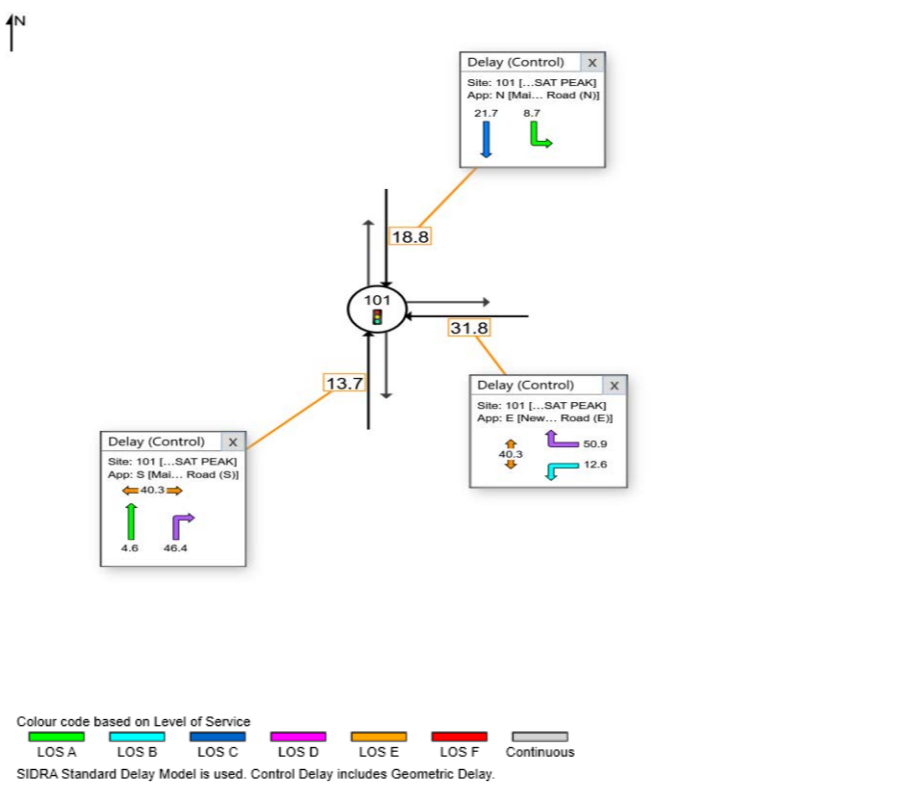 N
Delay (Control) X
Site: 101 [...SAT PEAK]
App: N [Mai... Road (N)]
21.7 8.7
18.8
101
31.8
13.7
Delay (Control) X
Site: 101 [...SAT PEAK]
App: E [New... Road (E)]
50.9
40.3
12.6
Delay (Control) X
Site: 101 [...SAT PEAK]
App: S [Mai... Road (S)]
40.3
4.6 46.4
Colour code based on Level of Service
LOS A LOS B LOS C LOS D LOS E LOS F Continuous
SIDRA Standard Delay Model is used. Control Delay includes Geometric Delay.